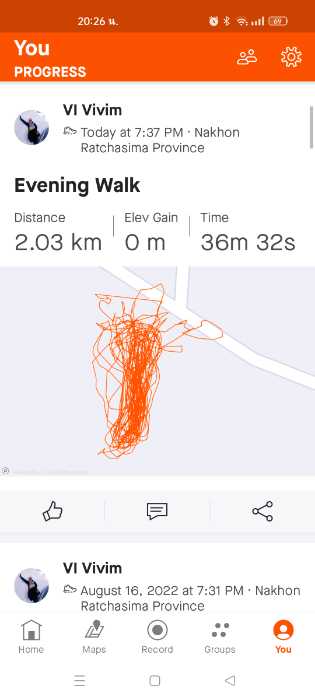 20:26 น.
69
You
PROGRESS
VI Vivim
Today at 7:37 PM · Nakhon
Ratchasima Province
Evening Walk
Distance
Elev Gain
Time
2.03 km
0 m
36m 32s
VI Vivim
August 16, 2022 at 7:31 PM · Nakhon
Ratchasima Province
Home
Maps
Record
Groups
You